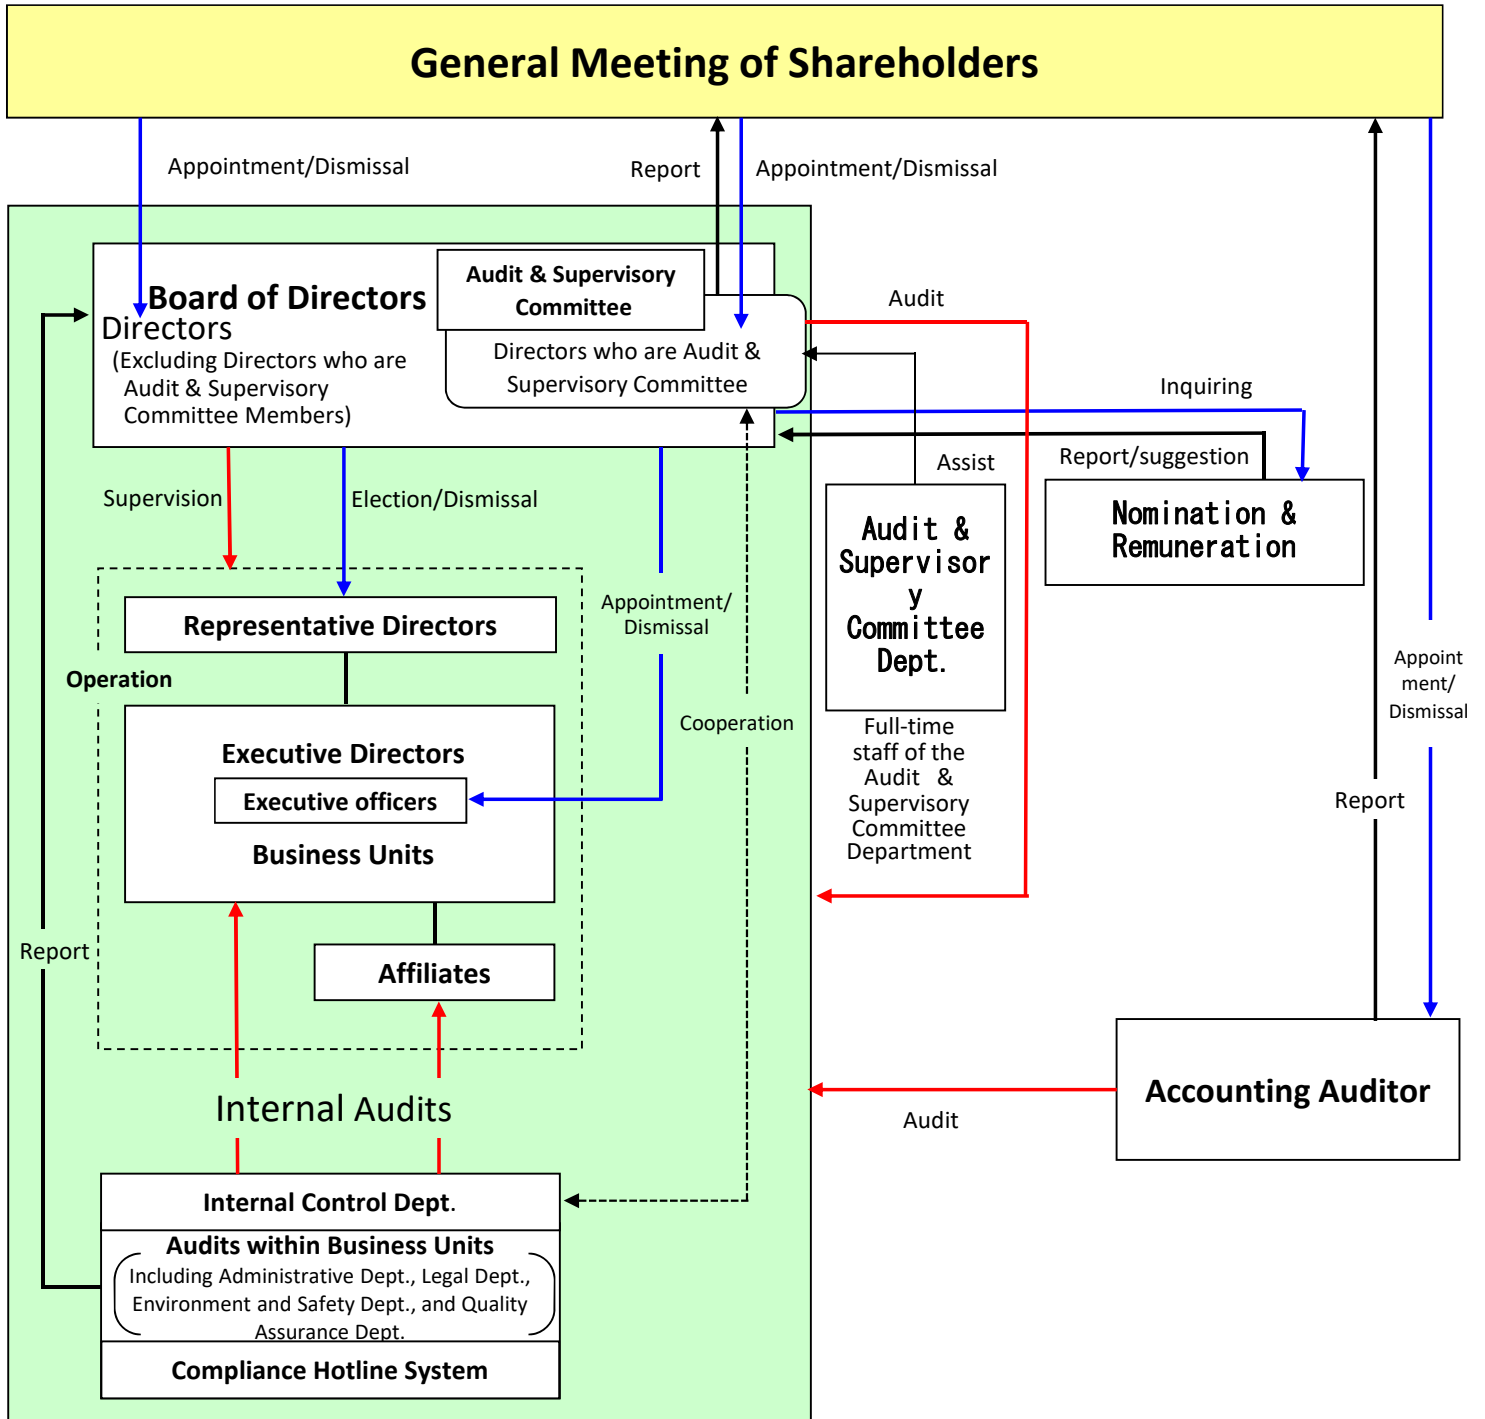 General Meeting of Shareholders
Appointment/Dismissal
Report
Appointment/Dismissal
Board of Directors
Directors
(Excluding Directors who are
Audit & Supervisory
Committee Members)
Audit & Supervisory
Committee
Directors who are Audit &
Supervisory Committee
Audit
Inquiring
Report/suggestion
Assist
Nomination &
Remuneration
Supervision
Election/Dismissal
Appointment/
Dismissal
Audit &
Supervisor
y
Committee
Dept.
Full-time
staff of the
Audit &
Supervisory
Committee
Department
Representative Directors
Operation
Executive Directors
Executive officers
Business Units
Cooperation
Appoint
ment/
Dismissal
Report
Report
Affiliates
Internal Audits
Audit
Accounting Auditor
Internal Control Dept.
Audits within Business Units
Including Administrative Dept., Legal Dept.,
Environment and Safety Dept., and Quality
Assurance Dept.
Compliance Hotline System